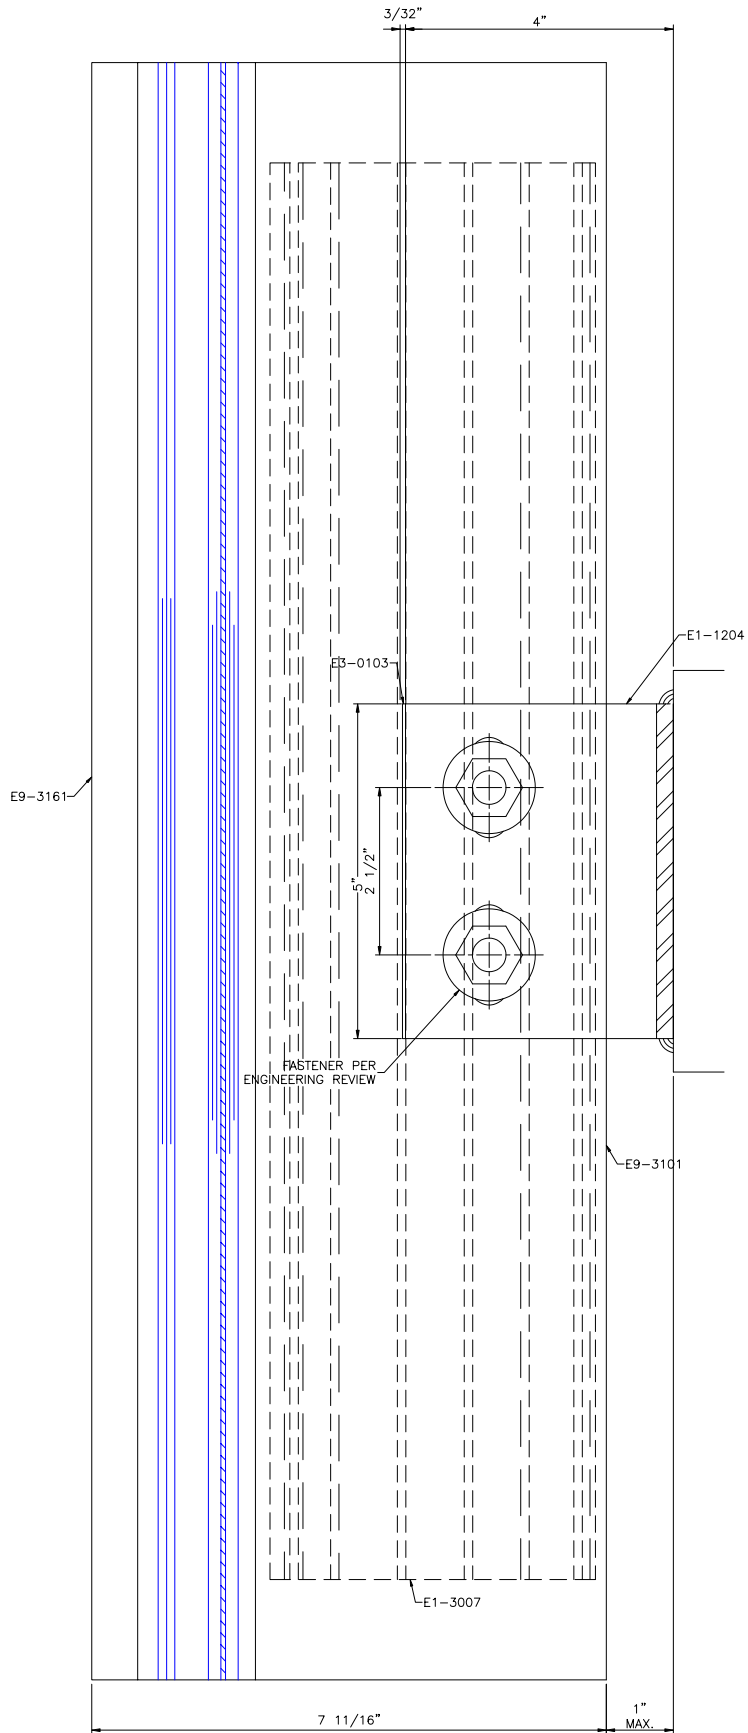 3/32"
4"
E1-1204
E3-0103
E9-3161
5"
2 1/2"
FASTENER PER
ENGINEERING REVIEW
E9-3101
E1-3007
7 11/16"
1"
MAX.